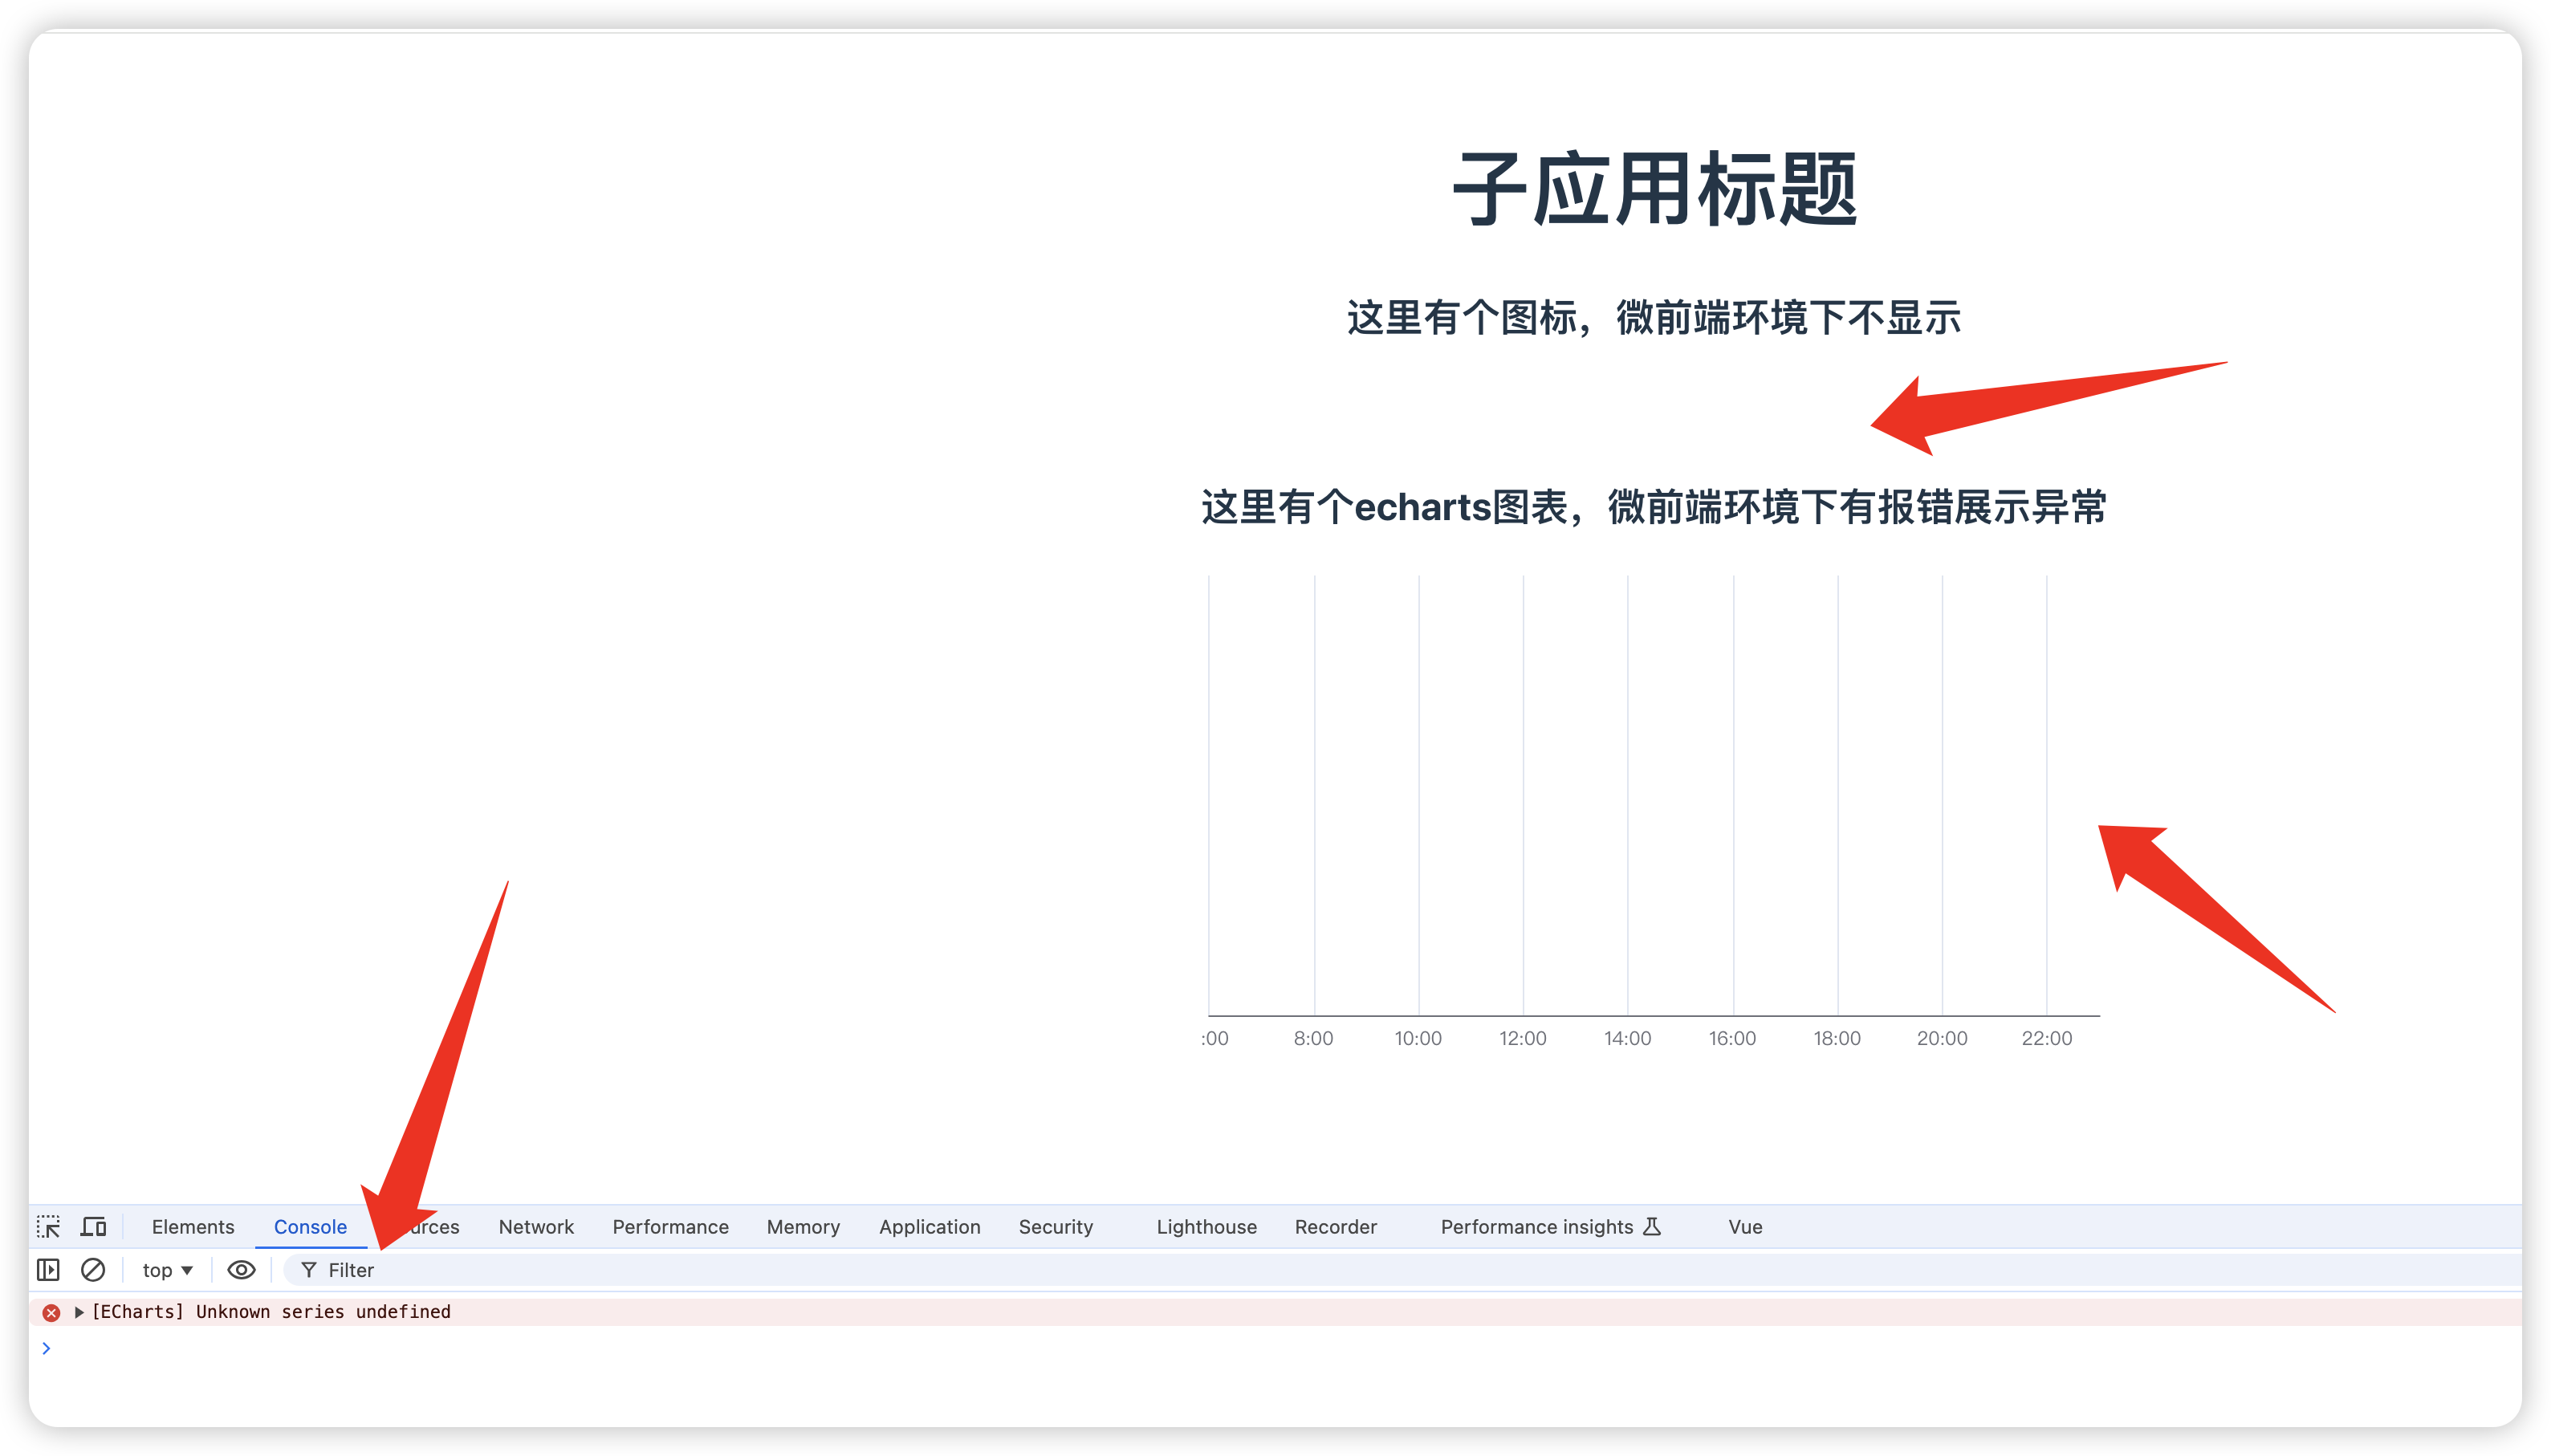 子应用标题
这里有个图标，微前端环境下不显示
这里有个echarts图表，微前端环境下有报错展示异常
:00 8:00 10:00 12:00 14:00 16:00 18:00 20:00 22:00
Elements Console urces Network Performance Memory Application Security Lighthouse Recorder Performance insights Vue
top Filter
[ECharts] Unknown series undefined